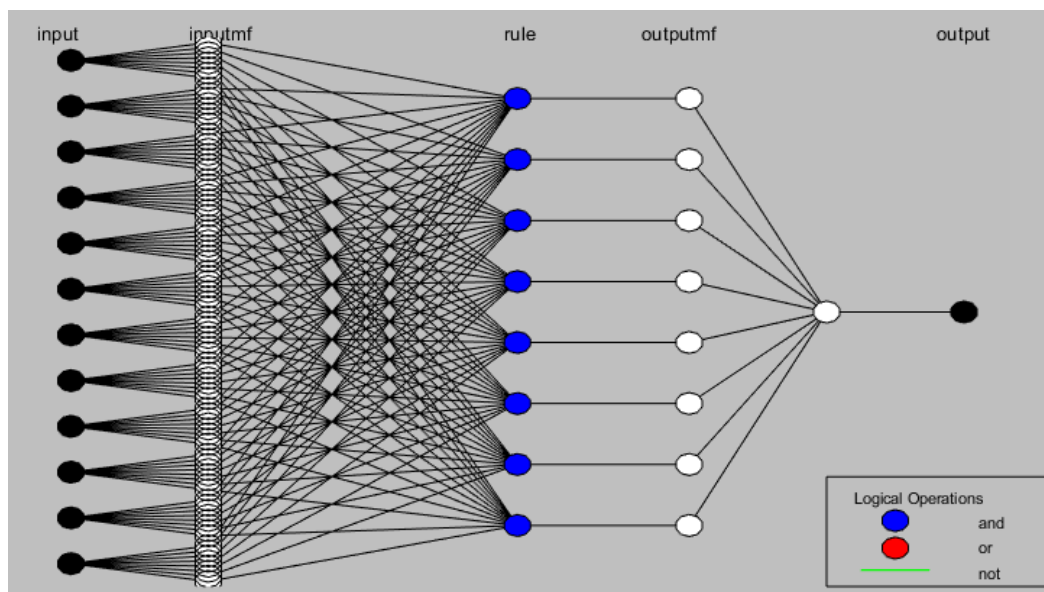 input inputmf rule outputmf output
Logical Operations
and
or
not